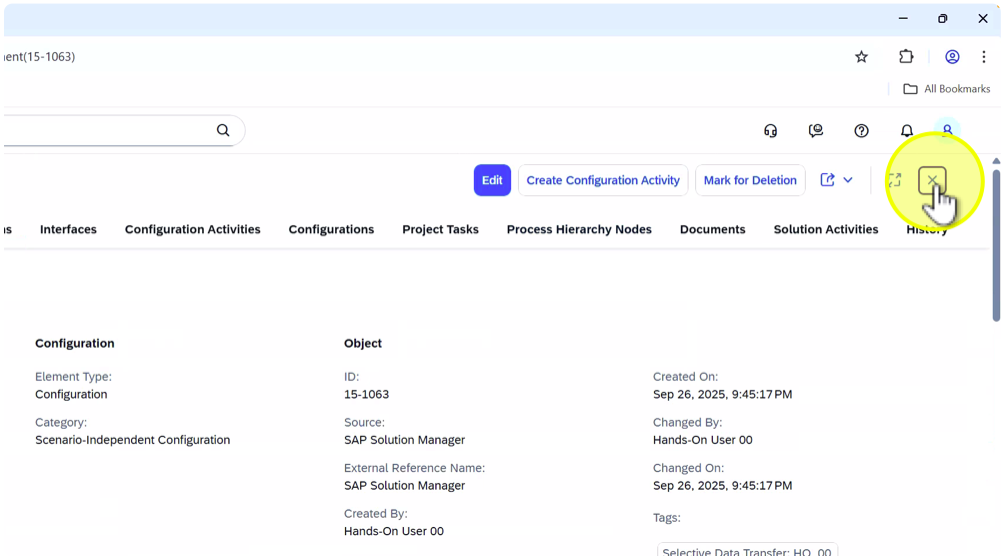 nent(15-1063)
All Bookmarks
Edit
Create Configuration Activity
Mark for Deletion
ns Interfaces Configuration Activities Configurations Project Tasks Process Hierarchy Nodes Documents Solution Activities History
Configuration
Element Type:
Configuration
Category:
Scenario-Independent Configuration
Object
ID:
15-1063
Source:
SAP Solution Manager
External Reference Name:
SAP Solution Manager
Created By:
Hands-On User 00
Created On:
Sep 26, 2025, 9:45:17 PM
Changed By:
Hands-On User 00
Changed On:
Sep 26, 2025, 9:45:17 PM
Tags:
Selective Data Transfer: HO_00